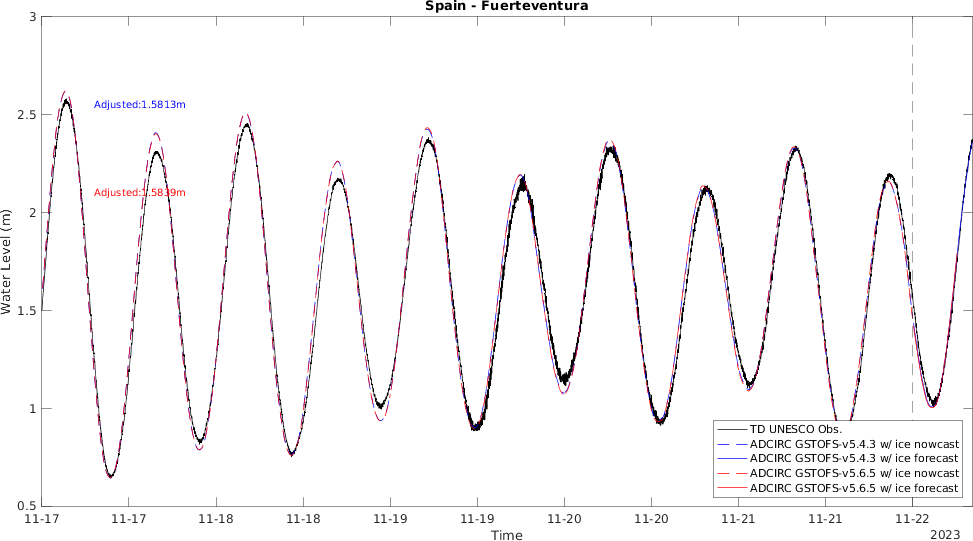 Spain - Fuerteventura
3
2.5
2
1.5
1
0.5
Water Level (m)
Adjusted:1.5813m
Adjusted:1.5839m
TD UNESCO Obs.
ADCIRC GSTOFS-v5.4.3 w/ ice nowcast
ADCIRC GSTOFS-v5.4.3 w/ ice forecast
ADCIRC GSTOFS-v5.6.5 w/ ice nowcast
ADCIRC GSTOFS-v5.6.5 w/ ice forecast
11-17 11-17 11-18 11-18 11-19 11-19 11-20 11-20 11-21 11-21 11-22
Time
2023